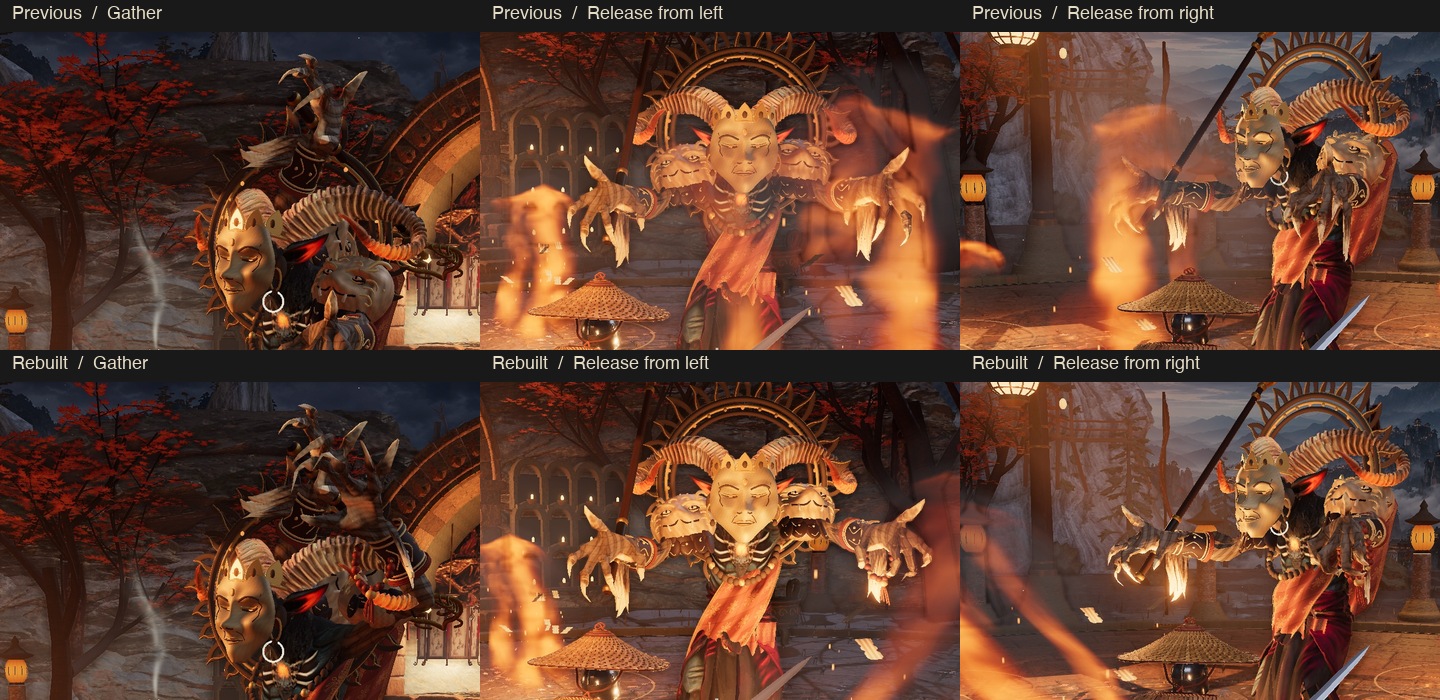 Previous / Gather
Previous / Release from left
Previous / Release from right
Rebuilt / Gather
Rebuilt / Release from left
Rebuilt / Release from right